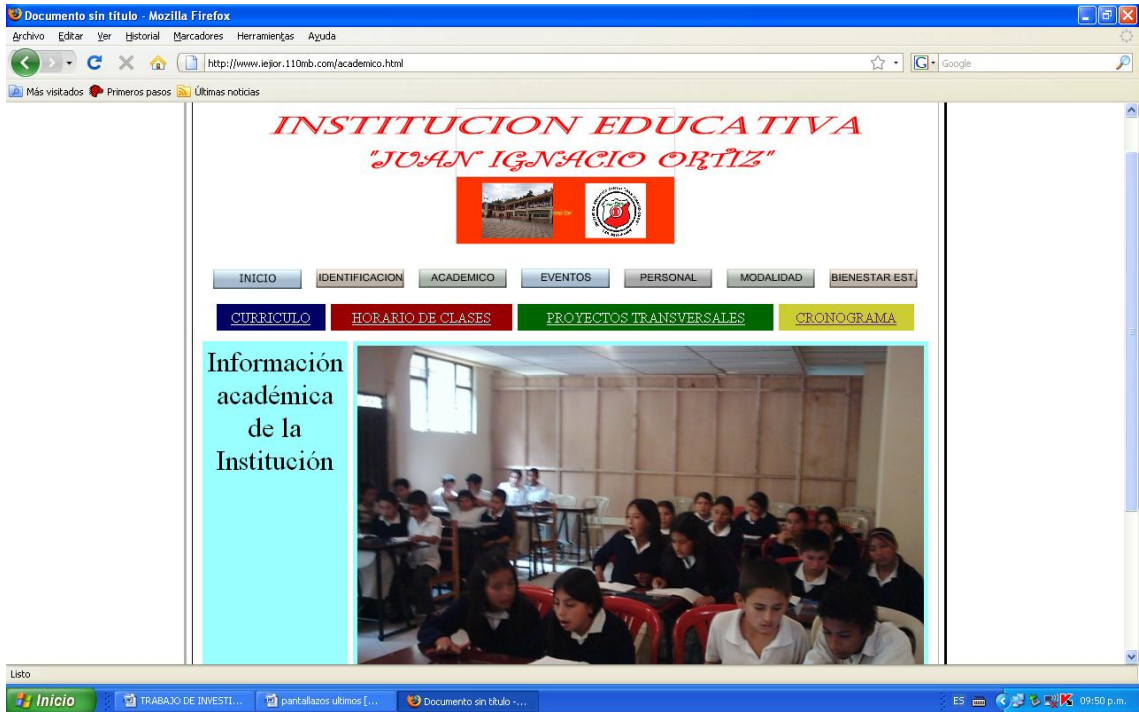 Documento sin título - Mozilla Firefox
Archivo Editar Ver Historial Marcadores Herramientas Ayuda
http://www.iejior.110mb.com/academico.html
G Google
Más visitados Primeros pasos Últimas noticias
INSTITUCION EDUCATIVA
"JUAN IGNACIO ORTIZ"
INICIO IDENTIFICACION ACADEMICO EVENTOS PERSONAL MODALIDAD BIENESTAR EST.
CURRICULO HORARIO DE CLASES PROYECTOS TRANSVERSALES CRONOGRAMA
Información
académica
de la
Institución
Listo
Inicio TRABAJO DE INVESTI... pantallazos ultimos [... Documento sin título -... ES 09:50 p.m.